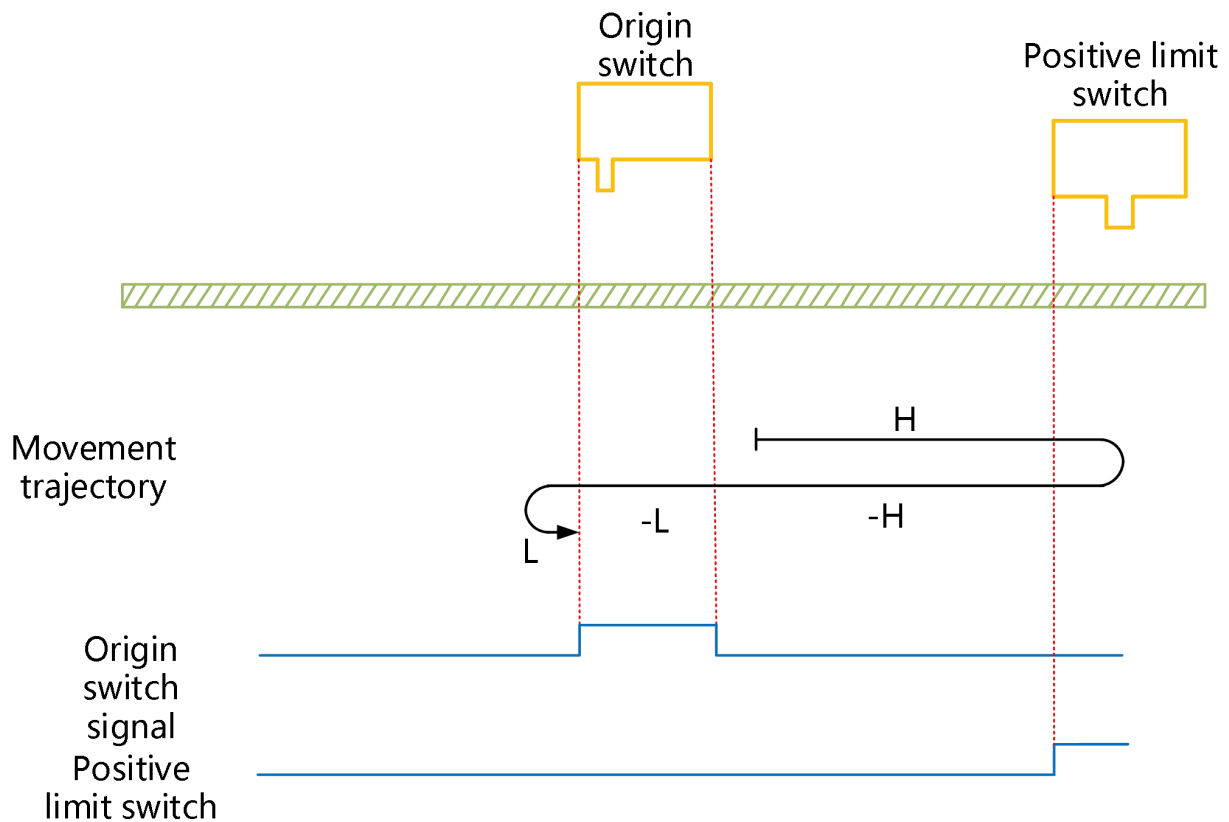 Origin
switch
Positive limit
switch
Movement
trajectory
H
-L
-H
L
Origin
switch
signal
Positive
limit switch